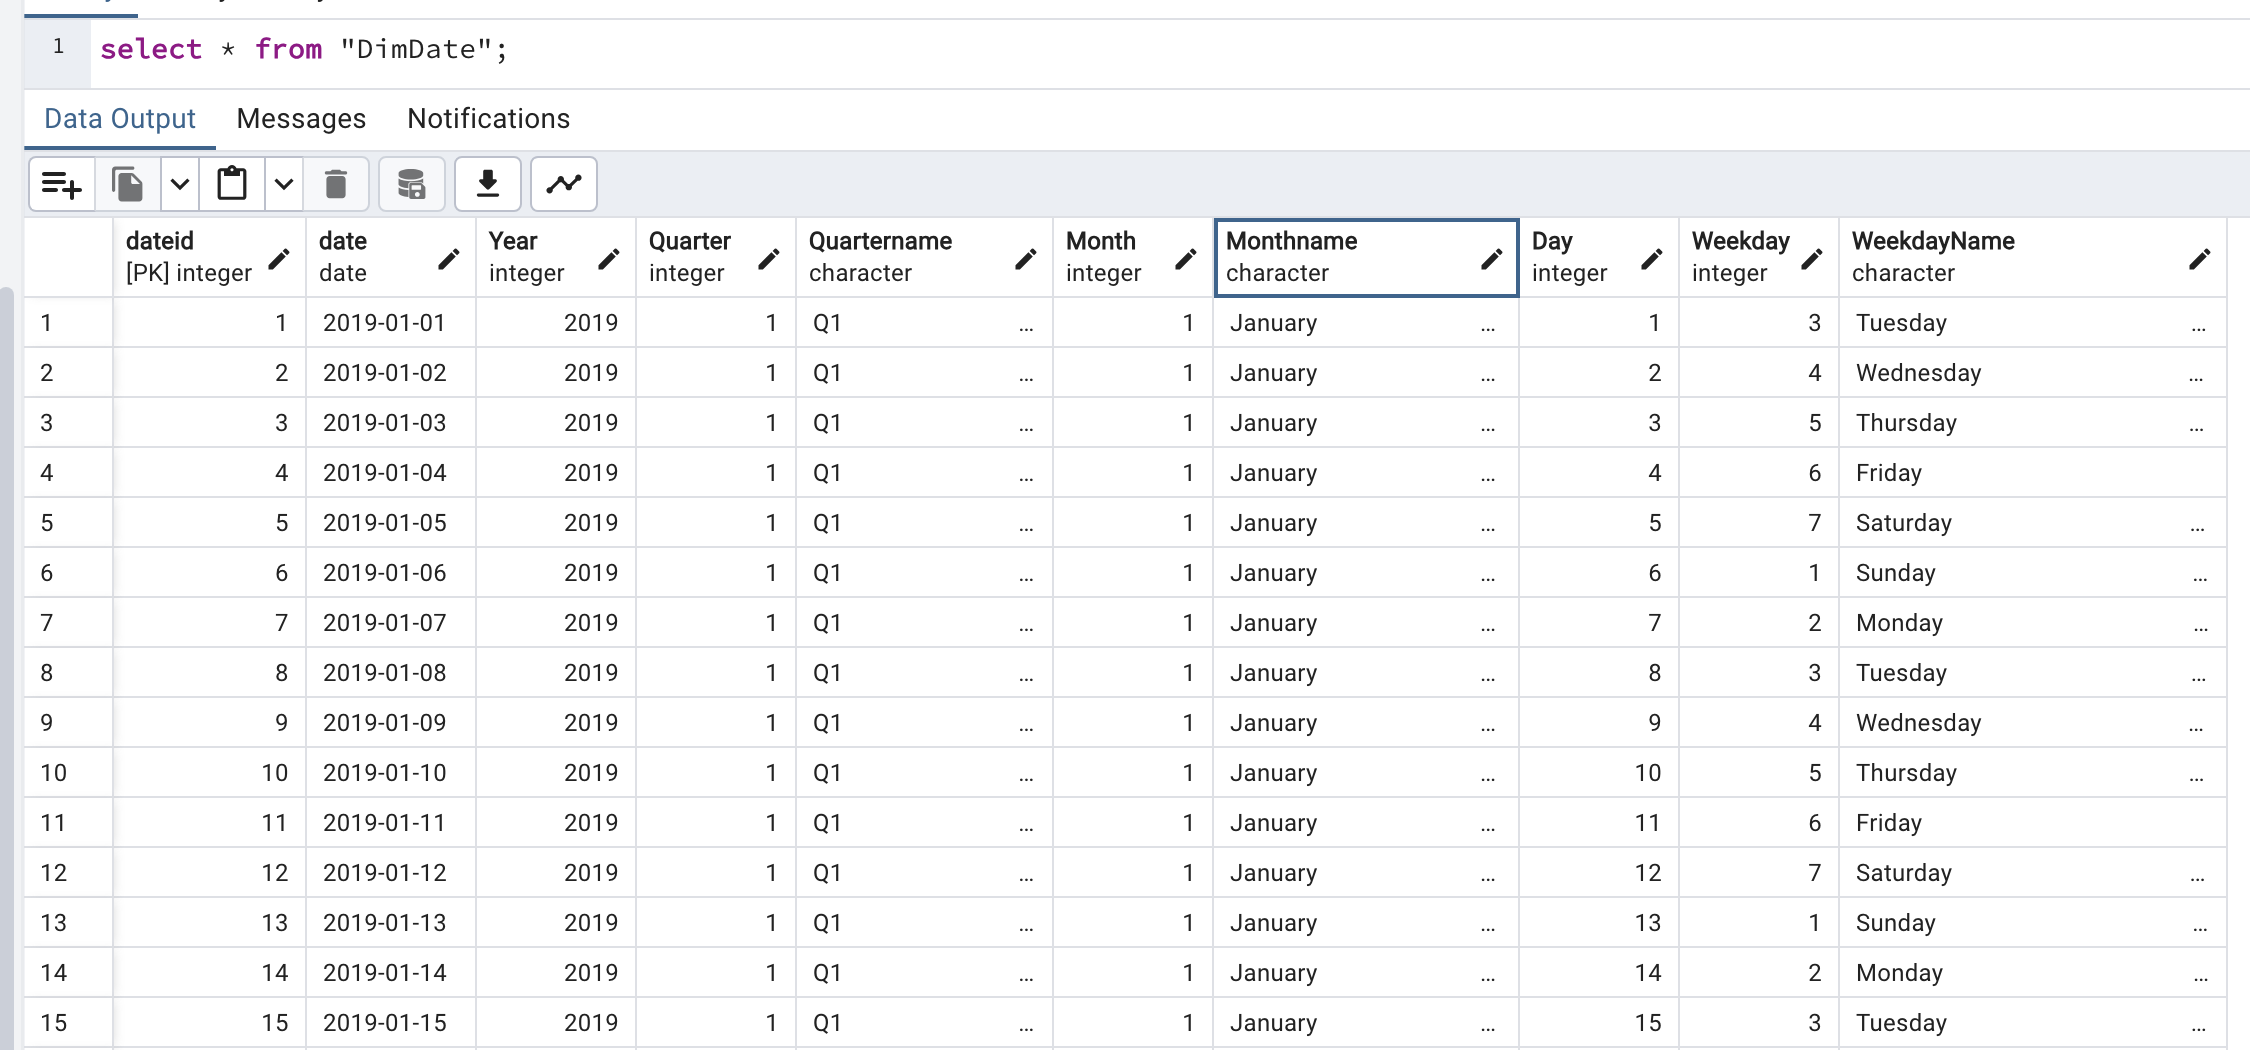 1 select * from "DimDate";
Data Output Messages Notifications
dateid date Year Quarter Quartername Month Monthname Day Weekday WeekdayName
[PK] integer date integer integer character integer character integer integer character
1 1 2019-01-01 2019 1 Q1 ... 1 January ... 1 3 Tuesday ...
2 2 2019-01-02 2019 1 Q1 ... 1 January ... 2 4 Wednesday ...
3 3 2019-01-03 2019 1 Q1 ... 1 January ... 3 5 Thursday ...
4 4 2019-01-04 2019 1 Q1 ... 1 January ... 4 6 Friday
5 5 2019-01-05 2019 1 Q1 ... 1 January ... 5 7 Saturday ...
6 6 2019-01-06 2019 1 Q1 ... 1 January ... 6 1 Sunday ...
7 7 2019-01-07 2019 1 Q1 ... 1 January ... 7 2 Monday ...
8 8 2019-01-08 2019 1 Q1 ... 1 January ... 8 3 Tuesday ...
9 9 2019-01-09 2019 1 Q1 ... 1 January ... 9 4 Wednesday ...
10 10 2019-01-10 2019 1 Q1 ... 1 January ... 10 5 Thursday ...
11 11 2019-01-11 2019 1 Q1 ... 1 January ... 11 6 Friday
12 12 2019-01-12 2019 1 Q1 ... 1 January ... 12 7 Saturday ...
13 13 2019-01-13 2019 1 Q1 ... 1 January ... 13 1 Sunday ...
14 14 2019-01-14 2019 1 Q1 ... 1 January ... 14 2 Monday ...
15 15 2019-01-15 2019 1 Q1 ... 1 January ... 15 3 Tuesday ...